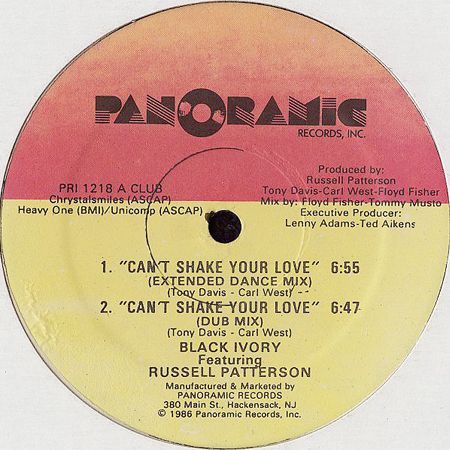 PANORAMIC
RECORDS, INC.
Produced by:
Russell Patterson
PRI 1218 A CLUB
Tony Davis-Carl West-Floyd Fisher
Chrystalsmiles (ASCAP)
Mix by: Floyd Fisher-Tommy Musto
Heavy One (BMI)/Unicomp (ASCAP)
Executive Producer:
Lenny Adams-Ted Aikens
1. "CAN'T SHAKE YOUR LOVE" 6:55
(EXTENDED DANCE MIX)
(Tony Davis - Carl West)
2. "CAN'T SHAKE YOUR LOVE" 6:47
(DUB MIX)
(Tony Davis - Carl West)
BLACK IVORY
Featuring
RUSSELL PATTERSON
Manufactured & Marketed by
PANORAMIC RECORDS
380 Main St., Hackensack, NJ
© 1986 Panoramic Records, Inc.